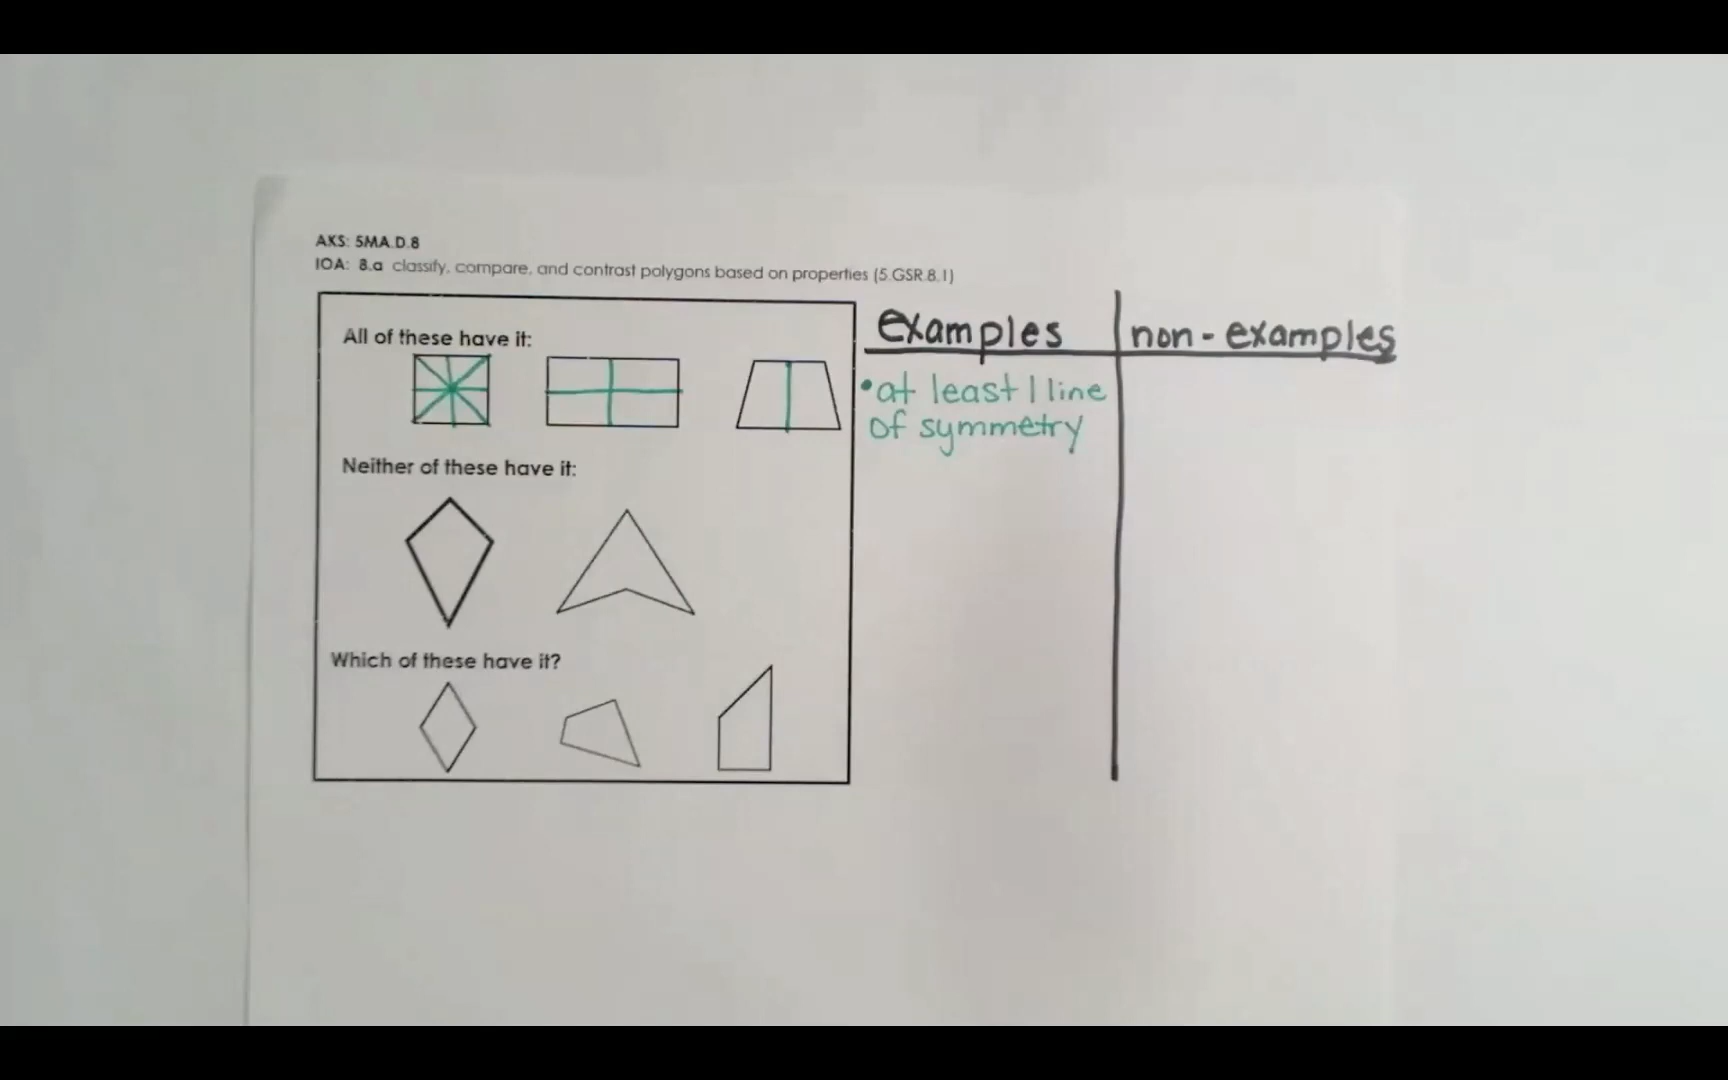 AKS: 5MA.D.8
IOA: 8.a classify, compare, and contrast polygons based on properties (5.GSR.8.1)
All of these have it:
Neither of these have it:
Which of these have it?
examples
non-examples
•at least 1 line
of symmetry